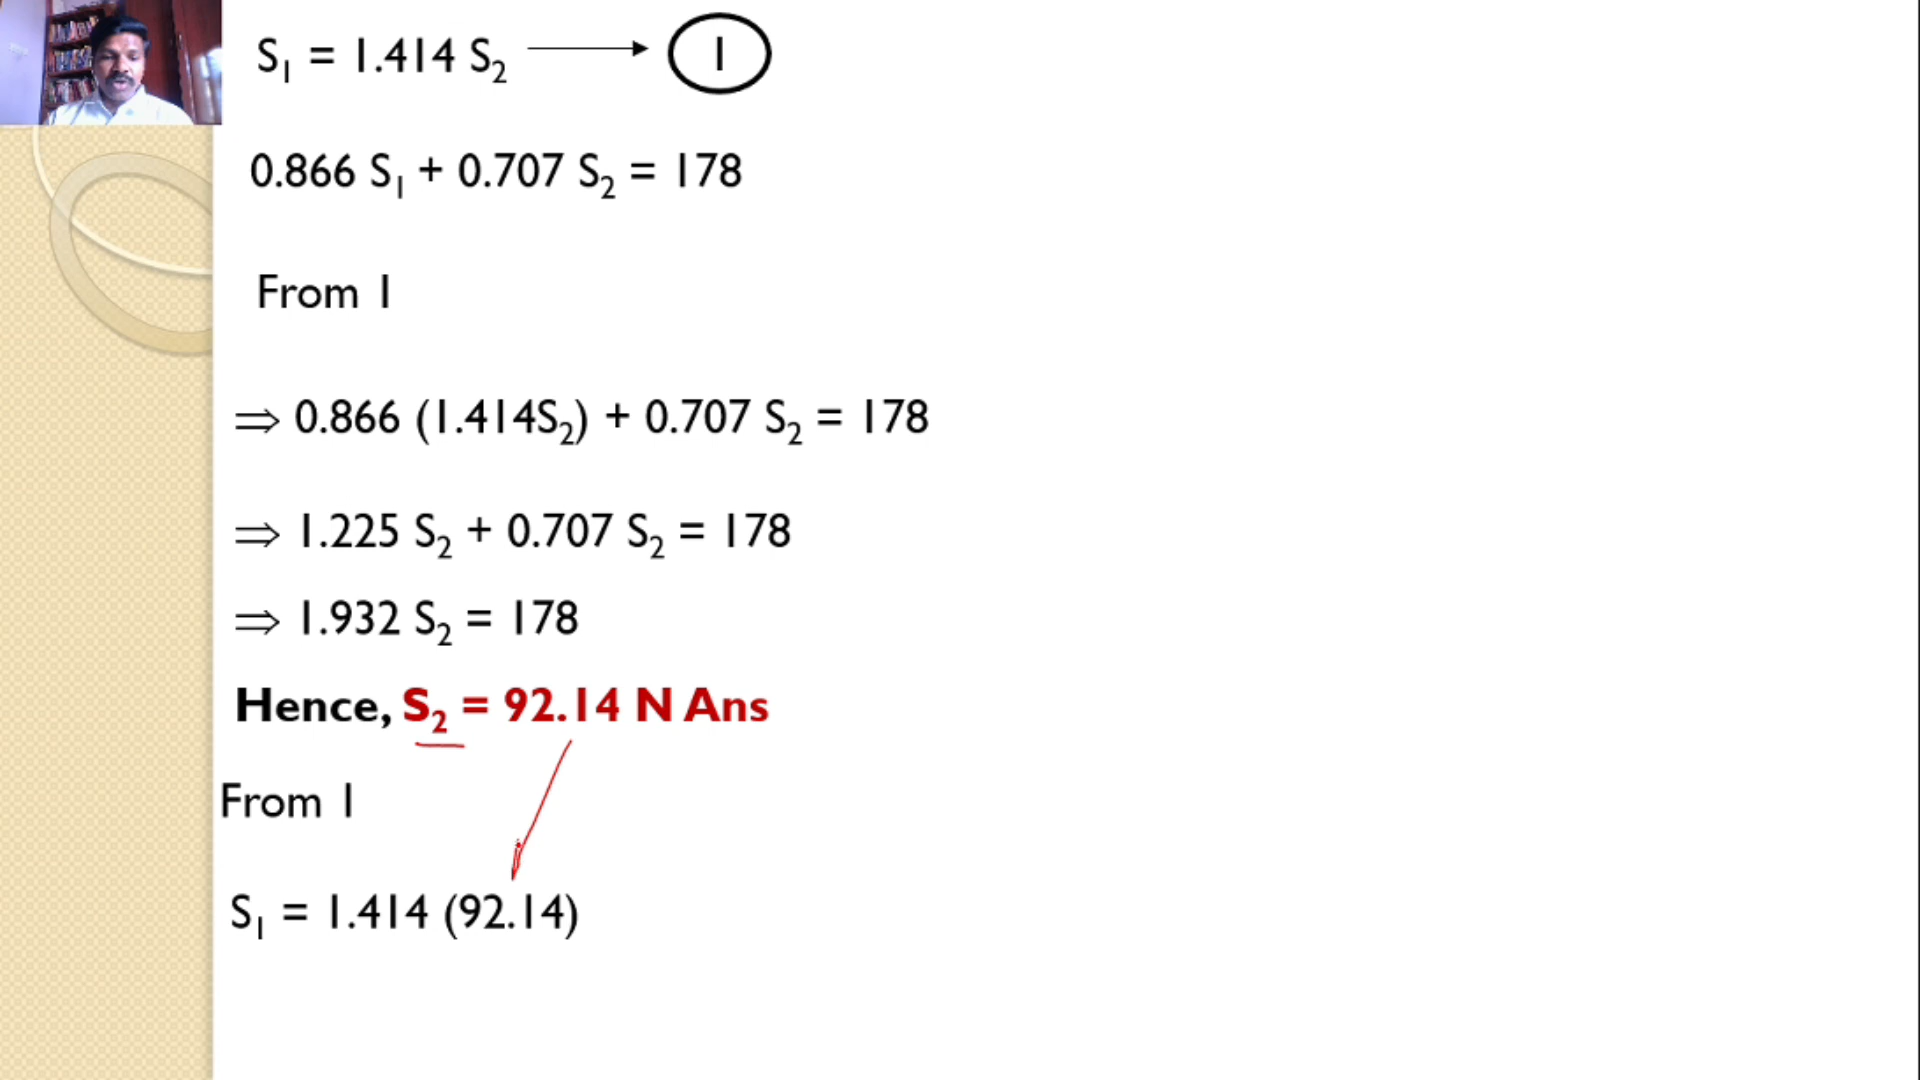 S₁ = 1.414 S₂ → 1
0.866 S₁ + 0.707 S₂ = 178
From 1
⇒ 0.866 (1.414S₂) + 0.707 S₂ = 178
⇒ 1.225 S₂ + 0.707 S₂ = 178
⇒ 1.932 S₂ = 178
Hence, S₂ = 92.14 N Ans
From 1
S₁ = 1.414 (92.14)